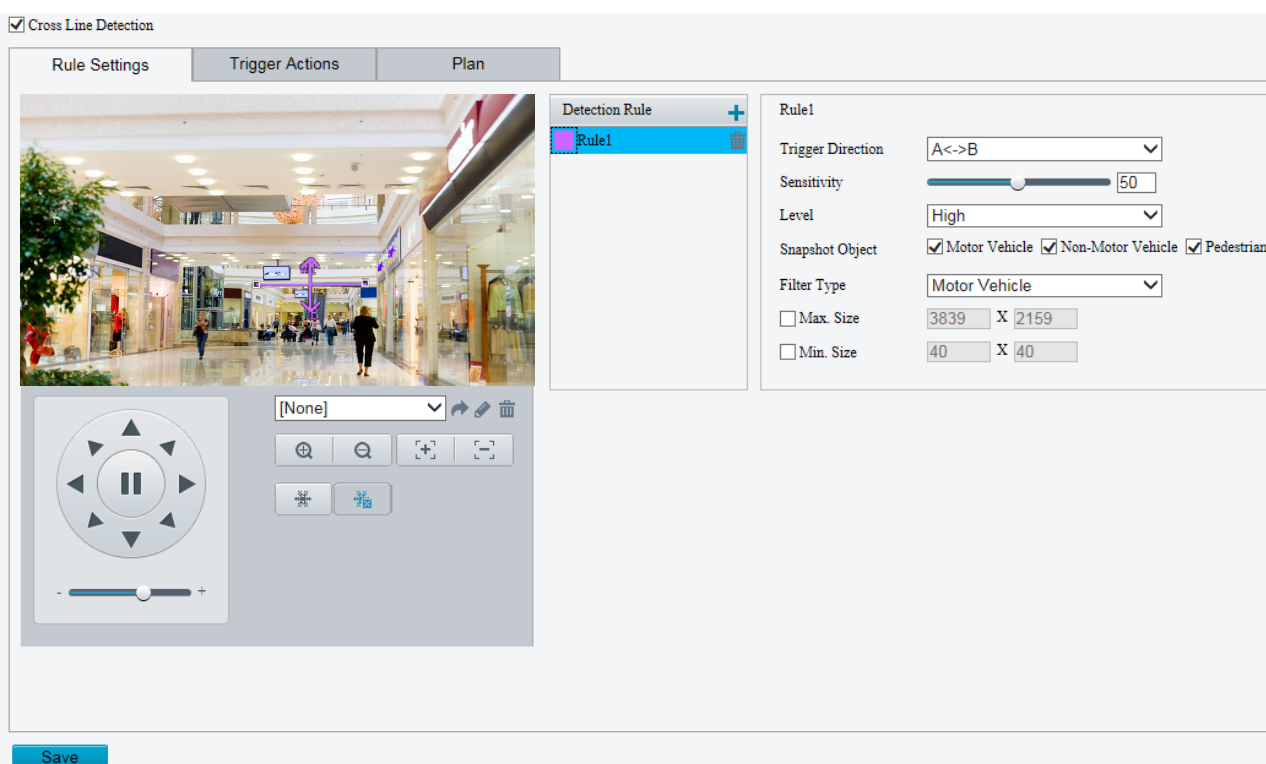 Cross Line Detection
Rule Settings Trigger Actions Plan
Detection Rule +
Rule1
Rule1
Trigger Direction A<->B
Sensitivity 50
Level High
Snapshot Object Motor Vehicle Non-Motor Vehicle Pedestrian
Filter Type Motor Vehicle
Max. Size 3839 X 2159
Min. Size 40 X 40
[None]
- +
Save